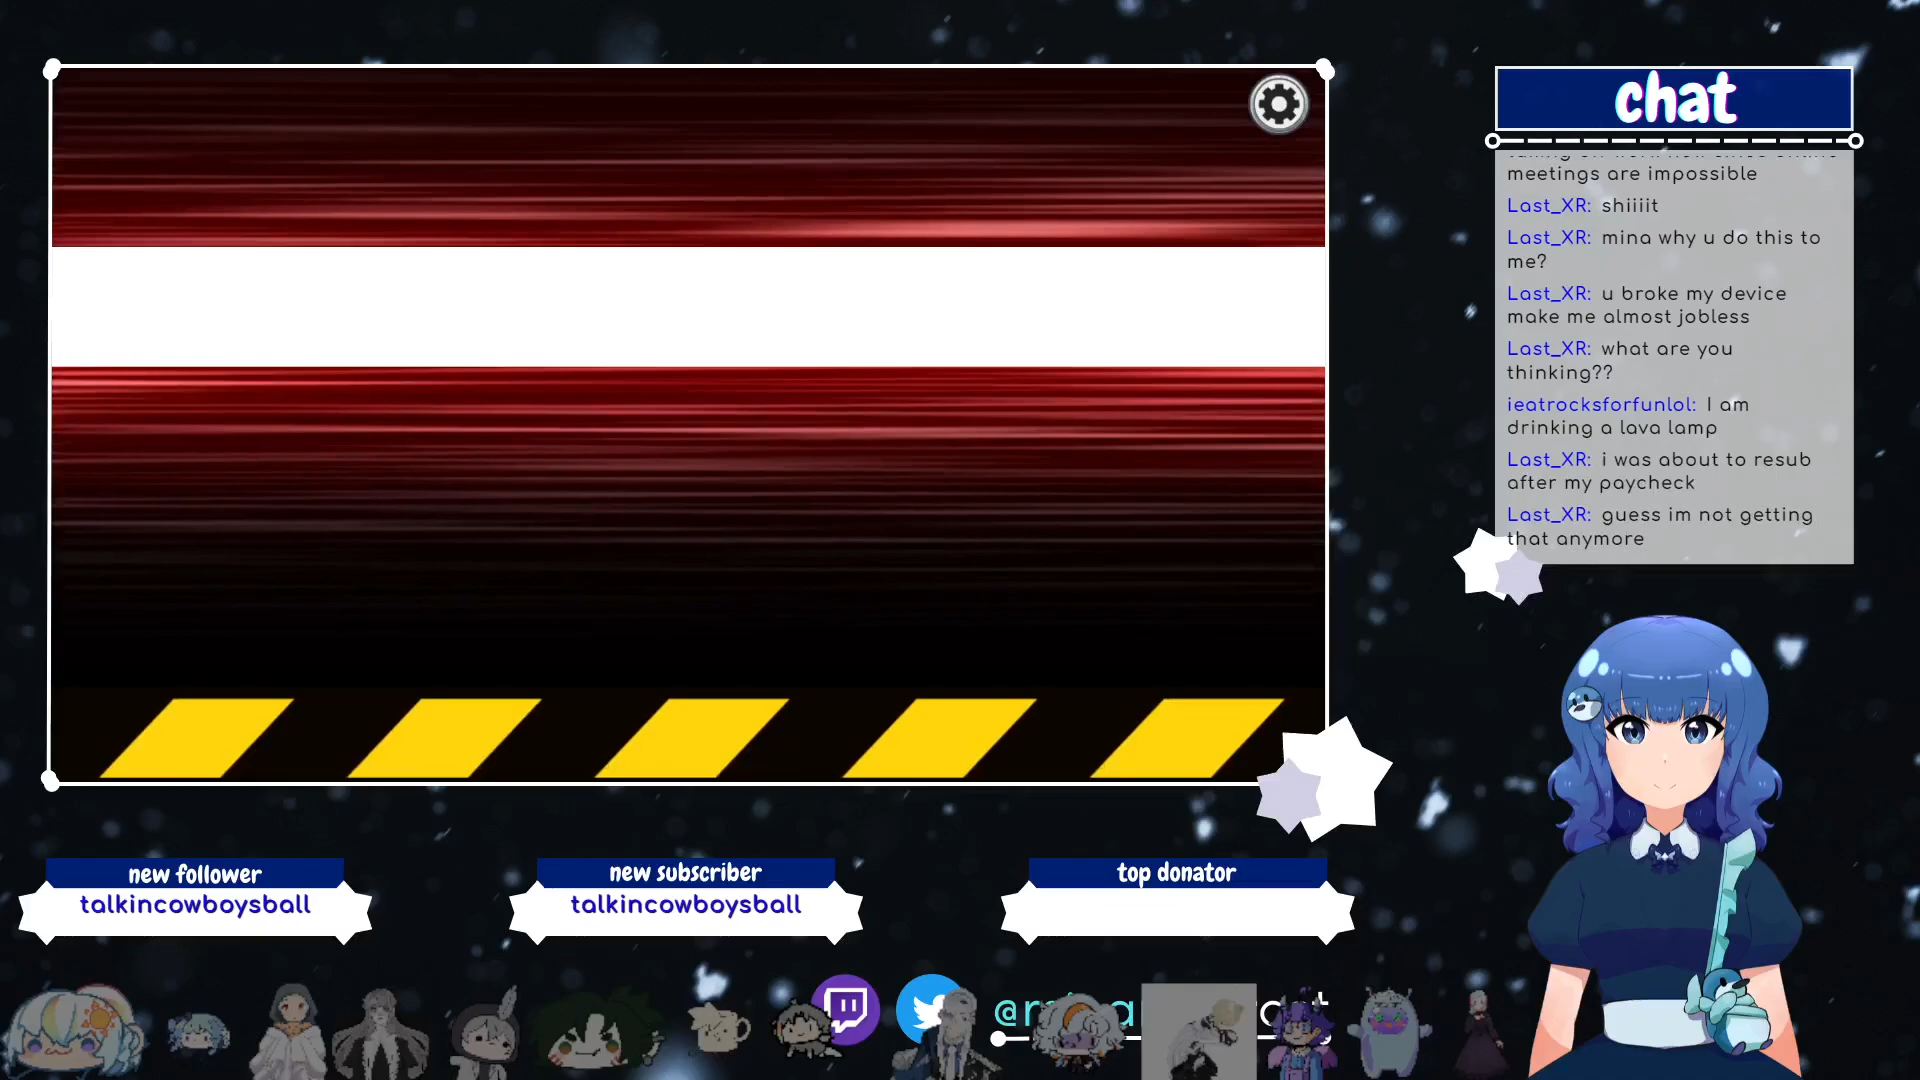 chat
meetings are impossible
Last_XR: shiiiit
Last_XR: mina why u do this to
me?
Last_XR: u broke my device
make me almost jobless
Last_XR: what are you
thinking??
ieatrocksforfunlol: I am
drinking a lava lamp
Last_XR: i was about to resub
after my paycheck
Last_XR: guess im not getting
that anymore
new follower
talkincowboysball
new subscriber
talkincowboysball
top donator